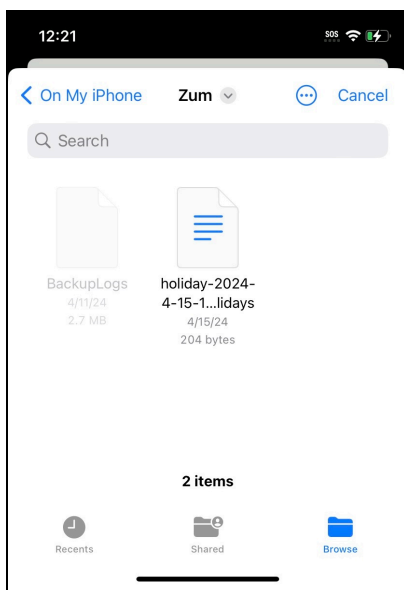 12:21
SOS
On My iPhone
Zum
Cancel
Search
BackupLogs
4/11/24
2.7 MB
holiday-2024-
4-15-1...lidays
4/15/24
204 bytes
2 items
Recents
Shared
Browse